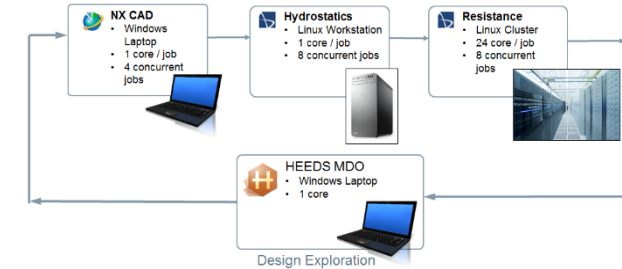 NX CAD
• Windows
Laptop
• 1 core / job
• 4 concurrent
jobs
Hydrostatics
• Linux Workstation
• 1 core / job
• 8 concurrent jobs
Resistance
• Linux Cluster
• 24 core / job
• 8 concurrent
jobs
HEEDS MDO
• Windows Laptop
• 1 core
Design Exploration